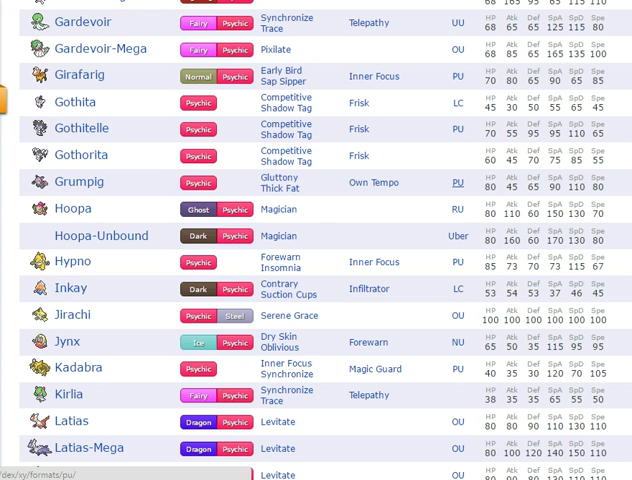 HP Atk Def SpA SpD Spe
Gardevoir Fairy Psychic Synchronize Trace Telepathy UU 68 65 65 125 115 80
HP Atk Def SpA SpD Spe
Gardevoir-Mega Fairy Psychic Pixilate OU 68 85 65 165 135 100
HP Atk Def SpA SpD Spe
Girafarig Normal Psychic Early Bird Sap Sipper Inner Focus PU 70 80 65 90 65 85
HP Atk Def SpA SpD Spe
Gothita Psychic Competitive Shadow Tag Frisk LC 45 30 50 55 65 45
HP Atk Def SpA SpD Spe
Gothitelle Psychic Competitive Shadow Tag Frisk PU 70 55 95 95 110 65
HP Atk Def SpA SpD Spe
Gothorita Psychic Competitive Shadow Tag Frisk 60 45 70 75 85 55
HP Atk Def SpA SpD Spe
Grumpig Psychic Gluttony Thick Fat Own Tempo PU 80 45 65 90 110 80
HP Atk Def SpA SpD Spe
Hoopa Ghost Psychic Magician RU 80 110 60 150 130 70
HP Atk Def SpA SpD Spe
Hoopa-Unbound Dark Psychic Magician Uber 80 160 60 170 130 80
HP Atk Def SpA SpD Spe
Hypno Psychic Forewarn Insomnia Inner Focus PU 85 73 70 73 115 67
HP Atk Def SpA SpD Spe
Inkay Dark Psychic Contrary Suction Cups Infiltrator LC 53 54 53 37 46 45
HP Atk Def SpA SpD Spe
Jirachi Psychic Steel Serene Grace OU 100 100 100 100 100 100
HP Atk Def SpA SpD Spe
Jynx Ice Psychic Dry Skin Oblivious Forewarn NU 65 50 35 115 95 95
HP Atk Def SpA SpD Spe
Kadabra Psychic Inner Focus Synchronize Magic Guard PU 40 35 30 120 70 105
HP Atk Def SpA SpD Spe
Kirlia Fairy Psychic Synchronize Trace Telepathy 38 35 35 65 55 50
HP Atk Def SpA SpD Spe
Latias Dragon Psychic Levitate OU 80 80 90 110 130 110
HP Atk Def SpA SpD Spe
Latias-Mega Dragon Psychic Levitate OU 80 100 120 140 150 110
HP Atk Def SpA SpD Spe
/dex/xy/formats/pu/ Levitate OU